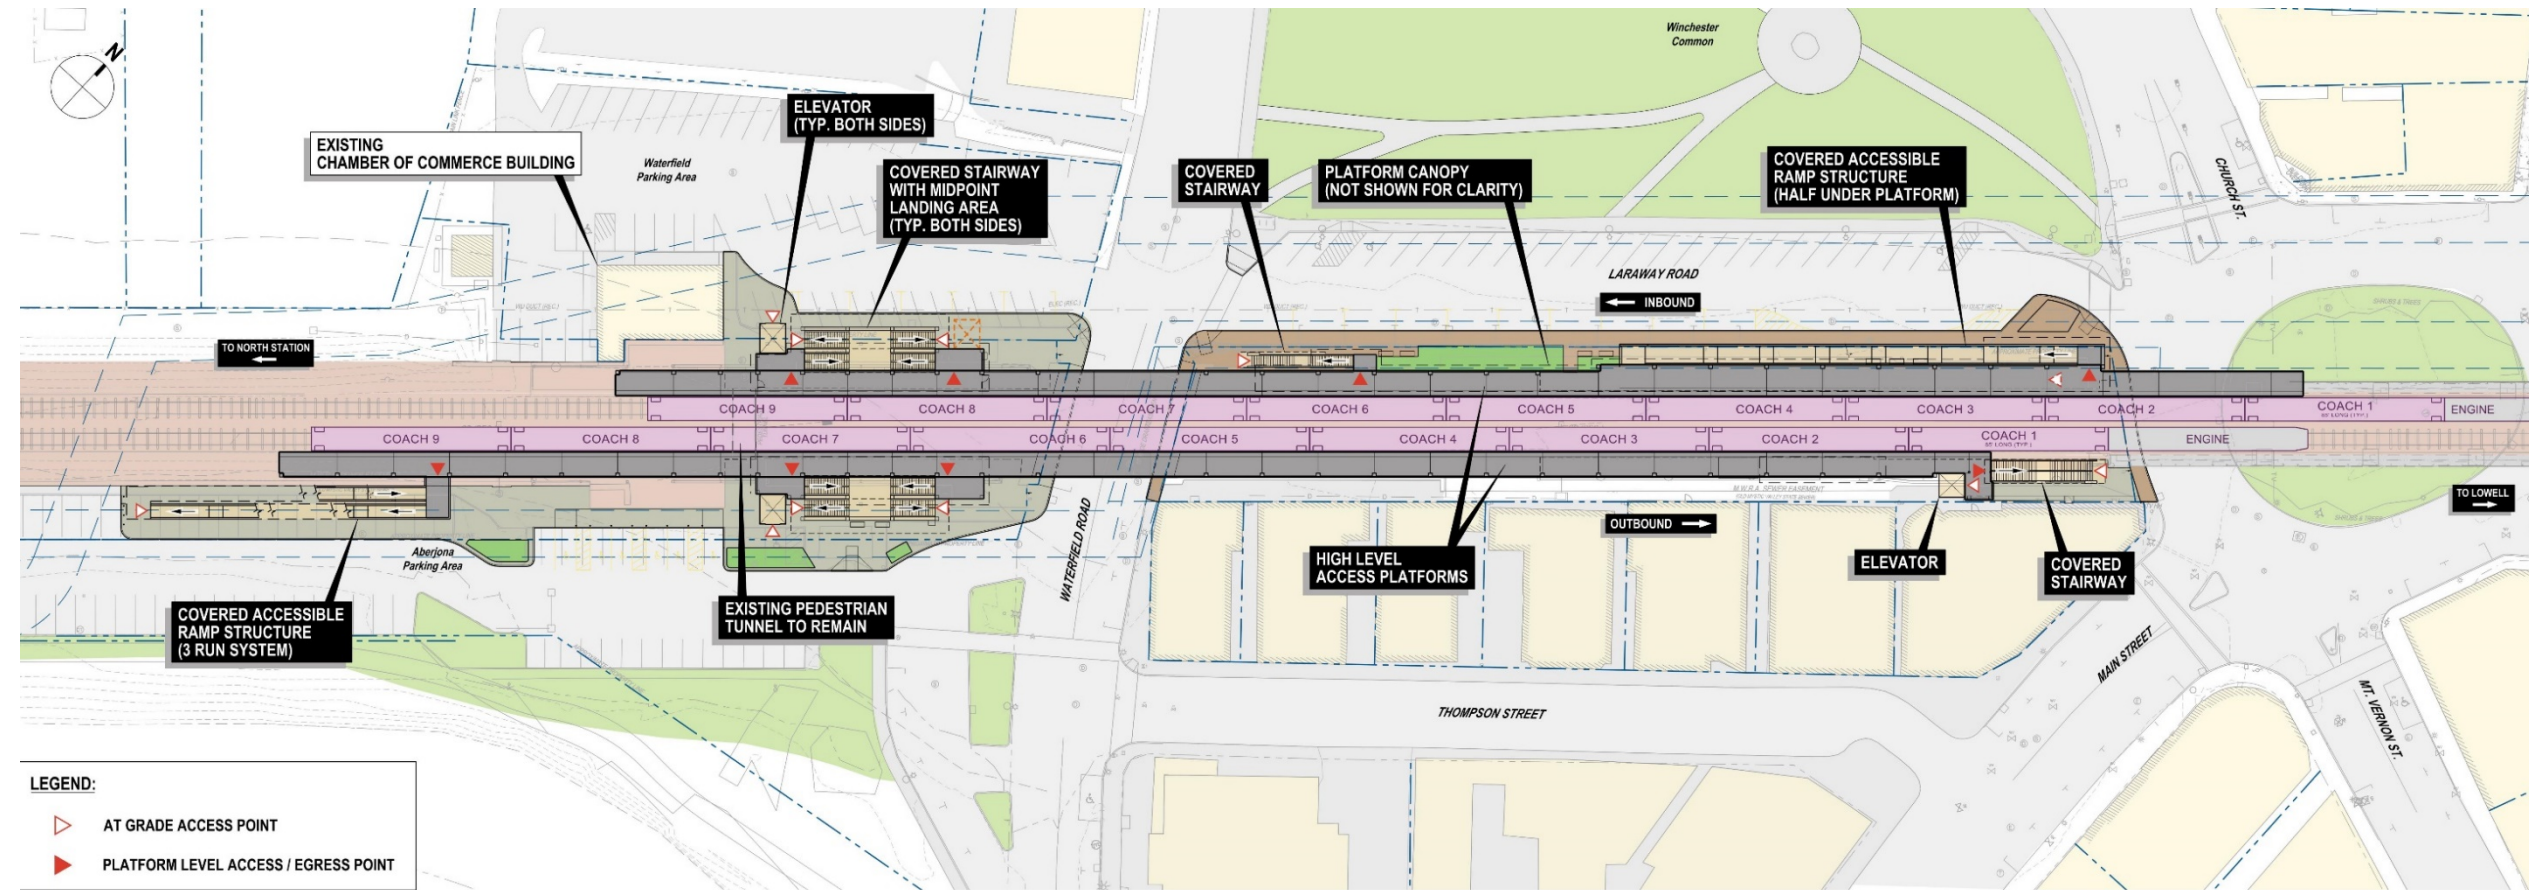 N
Winchester
Common
ELEVATOR
(TYP. BOTH SIDES)
EXISTING
CHAMBER OF COMMERCE BUILDING
Waterfield
Parking Area
COVERED STAIRWAY
WITH MIDPOINT
LANDING AREA
(TYP. BOTH SIDES)
COVERED
STAIRWAY
PLATFORM CANOPY
(NOT SHOWN FOR CLARITY)
COVERED ACCESSIBLE
RAMP STRUCTURE
(HALF UNDER PLATFORM)
CHURCH ST.
LARAWAY ROAD
INBOUND
TO NORTH STATION
COACH 9
COACH 8
COACH 7
COACH 6
COACH 5
COACH 4
COACH 3
COACH 2
COACH 1
ENGINE
COACH 9
COACH 8
COACH 7
COACH 6
COACH 5
COACH 4
COACH 3
COACH 2
COACH 1
ENGINE
M.W.R.A. SEWER EASEMENT
TO LOWELL
OUTBOUND
WATERFIELD ROAD
Aberjona
Parking Area
HIGH LEVEL
ACCESS PLATFORMS
ELEVATOR
COVERED
STAIRWAY
COVERED ACCESSIBLE
RAMP STRUCTURE
(3 RUN SYSTEM)
EXISTING PEDESTRIAN
TUNNEL TO REMAIN
MAIN STREET
MT. VERNON ST.
THOMPSON STREET
LEGEND:
AT GRADE ACCESS POINT
PLATFORM LEVEL ACCESS / EGRESS POINT